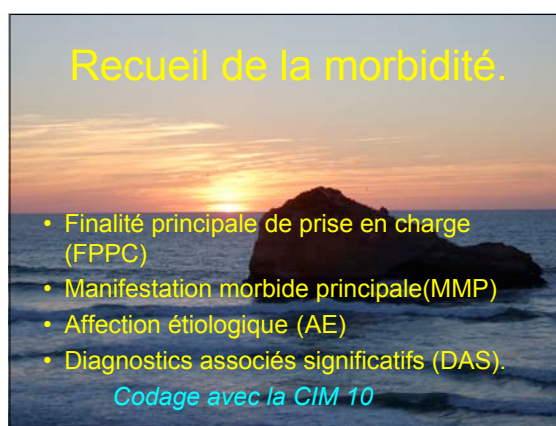 Recueil de la morbidité.
• Finalité principale de prise en charge
(FPPC)
• Manifestation morbide principale(MMP)
• Affection étiologique (AE)
• Diagnostics associés significatifs (DAS).
Codage avec la CIM 10